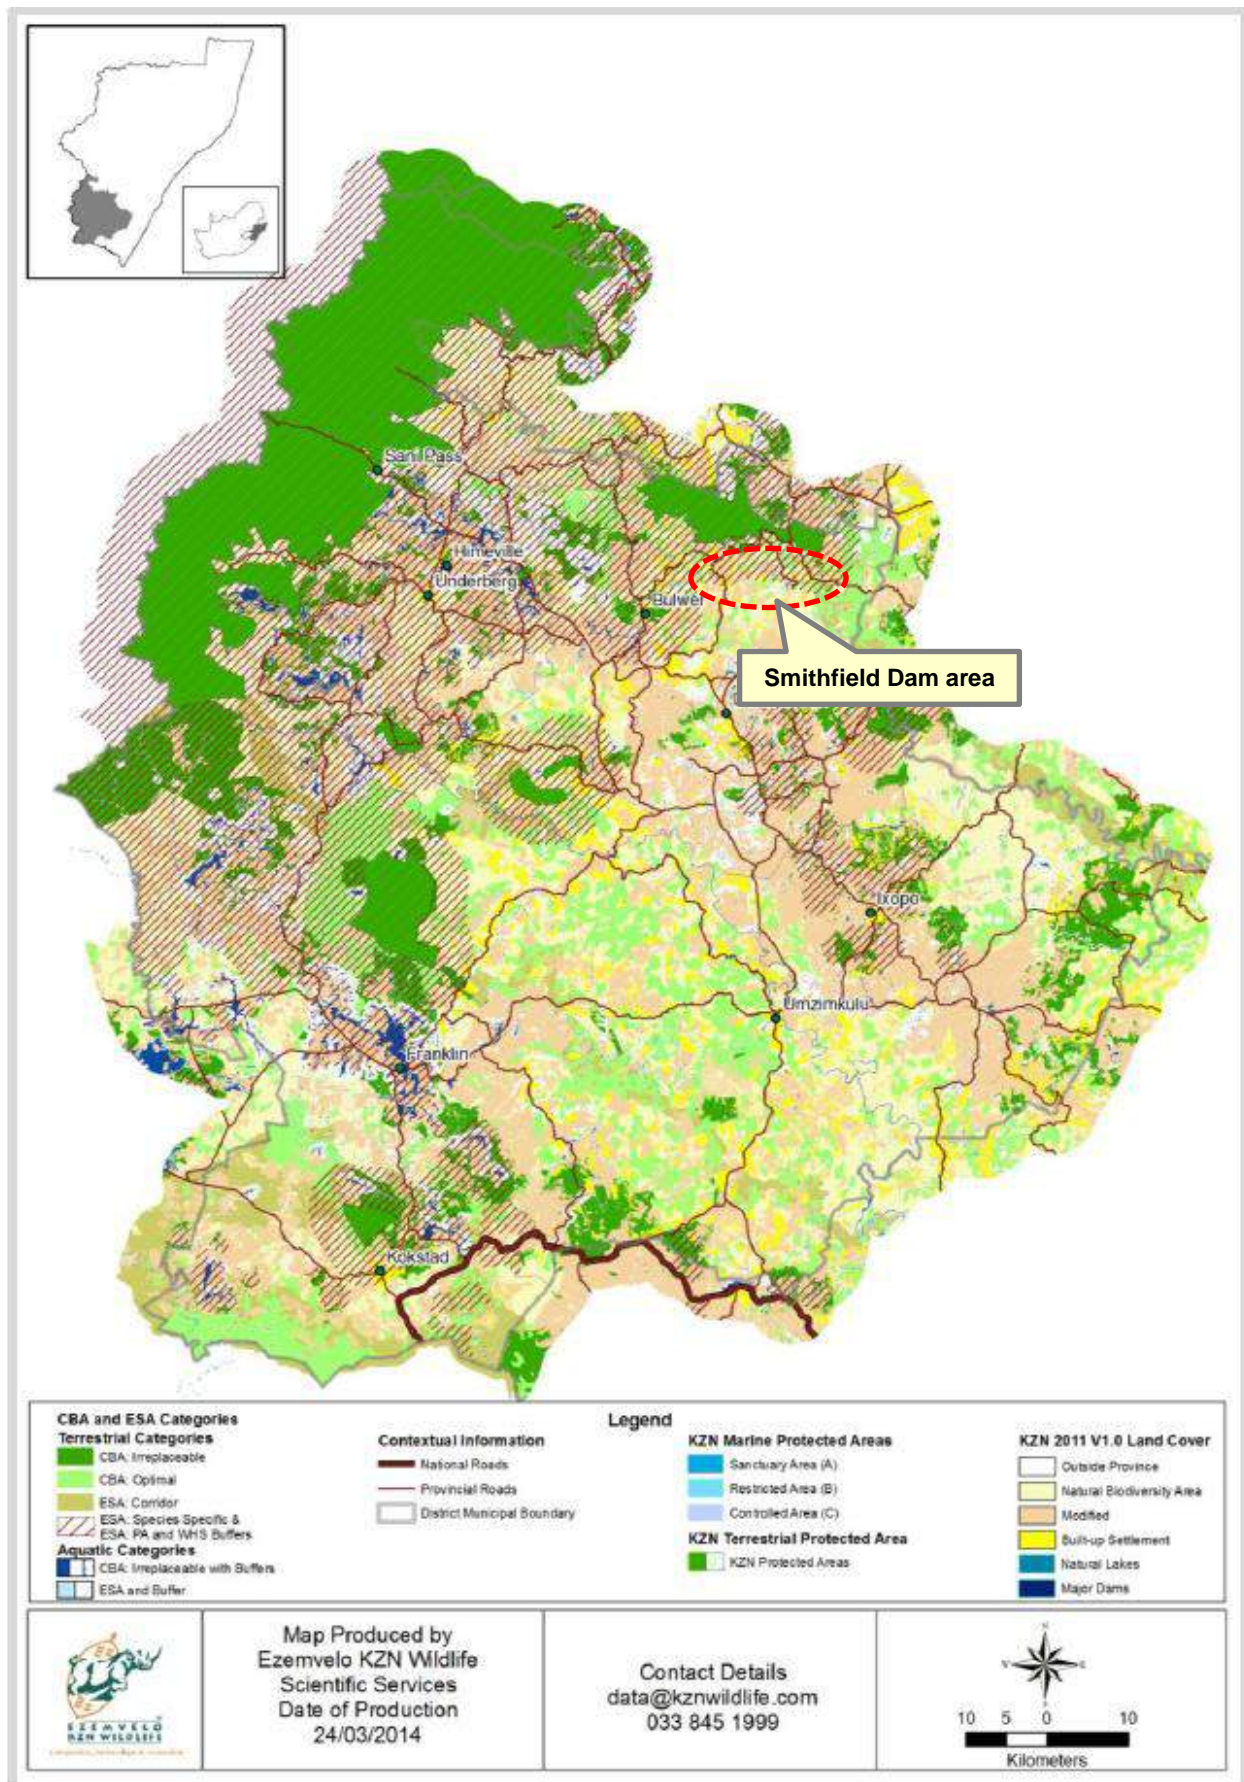 Sani Pass
Himeville
Underberg
Bulwer
Smithfield Dam area
Ixopo
Umzimkulu
Franklin
Kokstad
Legend
CBA and ESA Categories
Terrestrial Categories
CBA: Irreplaceable
CBA: Optimal
ESA: Corridor
ESA: Species Specific &
ESA: PA and WHS Buffers
Aquatic Categories
CBA: Irreplaceable with Buffers
ESA and Buffer
Contextual Information
National Roads
Provincial Roads
District Municipal Boundary
KZN Marine Protected Areas
Sanctuary Area (A)
Restricted Area (B)
Controlled Area (C)
KZN Terrestrial Protected Area
KZN Protected Areas
KZN 2011 V1.0 Land Cover
Outside Province
Natural Biodiversity Area
Modified
Built-up Settlement
Natural Lakes
Major Dams
EZEMVELO
KZN WILDLIFE
Map Produced by
Ezemvelo KZN Wildlife
Scientific Services
Date of Production
24/03/2014
Contact Details
data@kznwildlife.com
033 845 1999
10 5 0 10
Kilometers